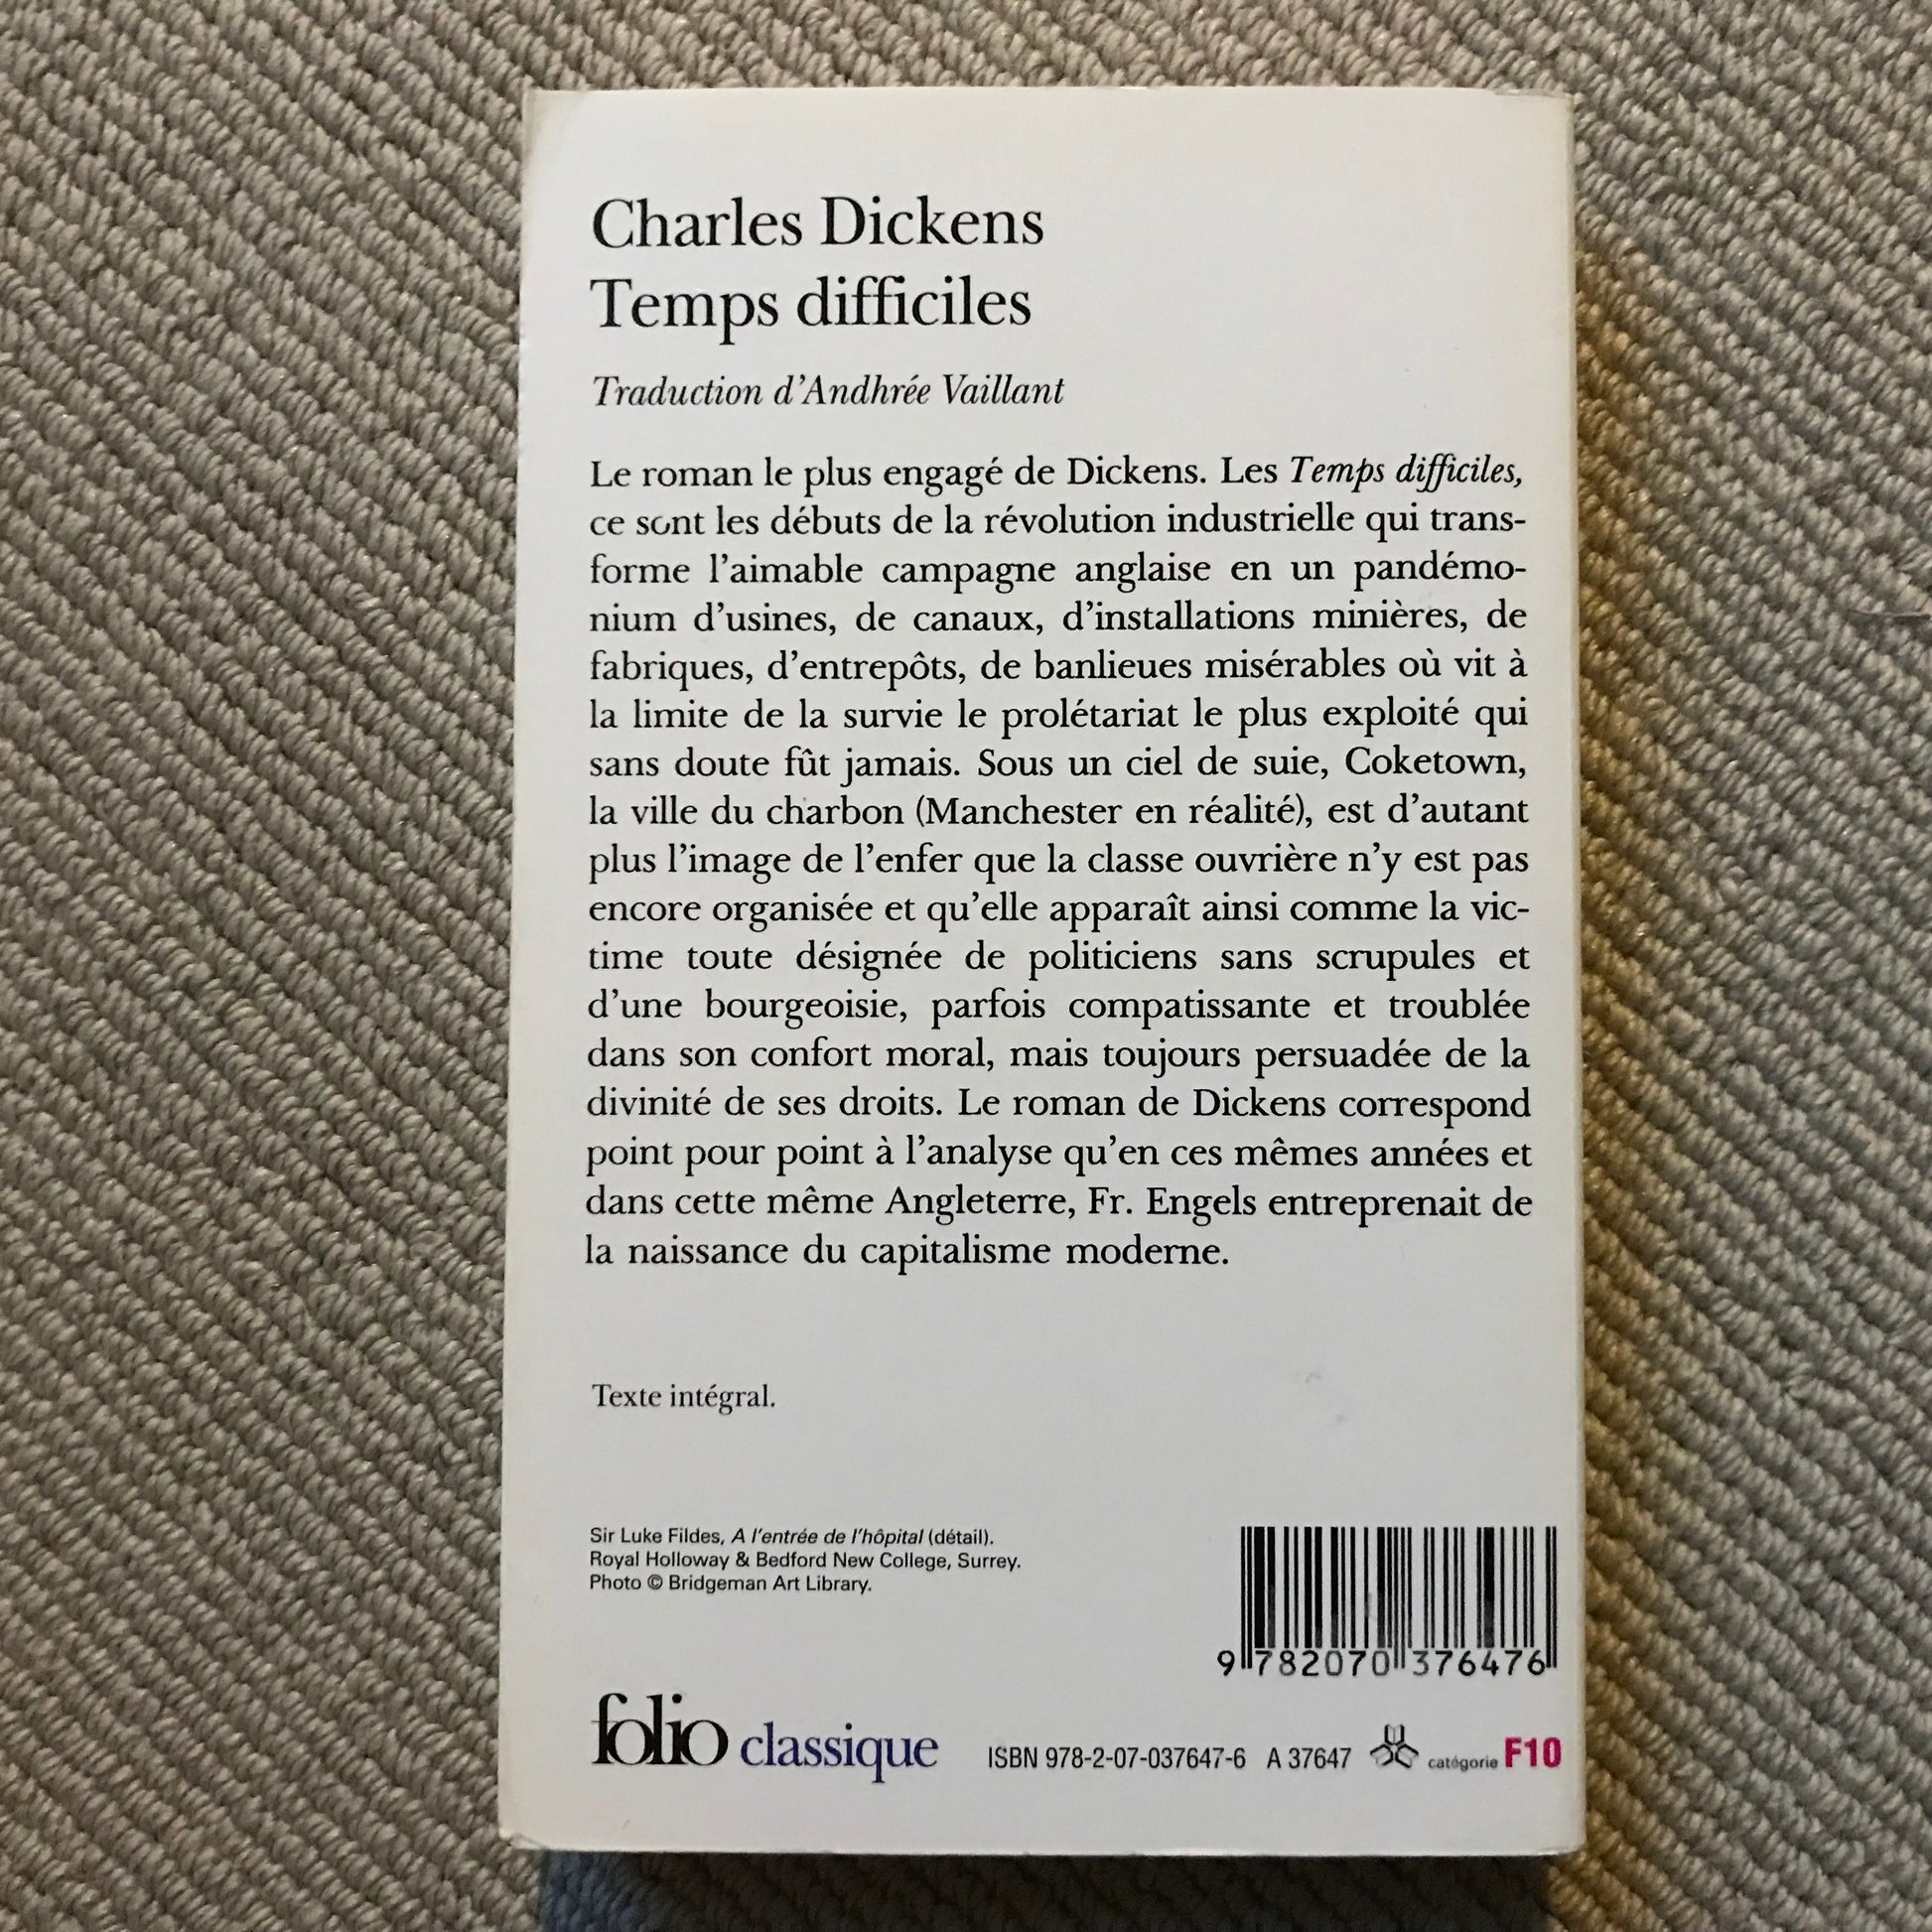 Charles Dickens
Temps difficiles
Traduction d'Andhrée Vaillant
Le roman le plus engagé de Dickens. Les Temps difficiles,
ce sont les débuts de la révolution industrielle qui trans-
forme l'aimable campagne anglaise en un pandémo-
nium d'usines, de canaux, d'installations minières, de
fabriques, d'entrepôts, de banlieues misérables où vit à
la limite de la survie le prolétariat le plus exploité qui
sans doute fût jamais. Sous un ciel de suie, Coketown,
la ville du charbon (Manchester en réalité), est d'autant
plus l'image de l'enfer que la classe ouvrière n'y est pas
encore organisée et qu'elle apparaît ainsi comme la vic-
time toute désignée de politiciens sans scrupules et
d'une bourgeoisie, parfois compatissante et troublée
dans son confort moral, mais toujours persuadée de la
divinité de ses droits. Le roman de Dickens correspond
point pour point à l'analyse qu'en ces mêmes années et
dans cette même Angleterre, Fr. Engels entreprenait de
la naissance du capitalisme moderne.
Texte intégral.
Sir Luke Fildes, A l'entrée de l'hôpital (détail).
Royal Holloway & Bedford New College, Surrey.
Photo © Bridgeman Art Library.
9 782070 376476
folio classique ISBN 978-2-07-037647-6 A 37647 catégorie F10